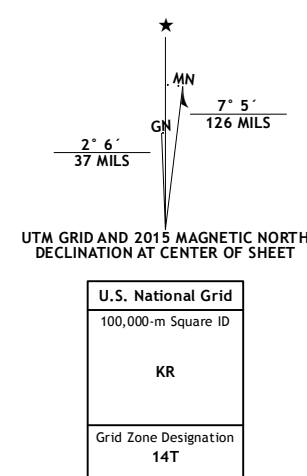 ★
MN
GN
7° 5´
126 MILS
2° 6´
37 MILS
UTM GRID AND 2015 MAGNETIC NORTH
DECLINATION AT CENTER OF SHEET
U.S. National Grid
100,000-m Square ID
KR
Grid Zone Designation
14T